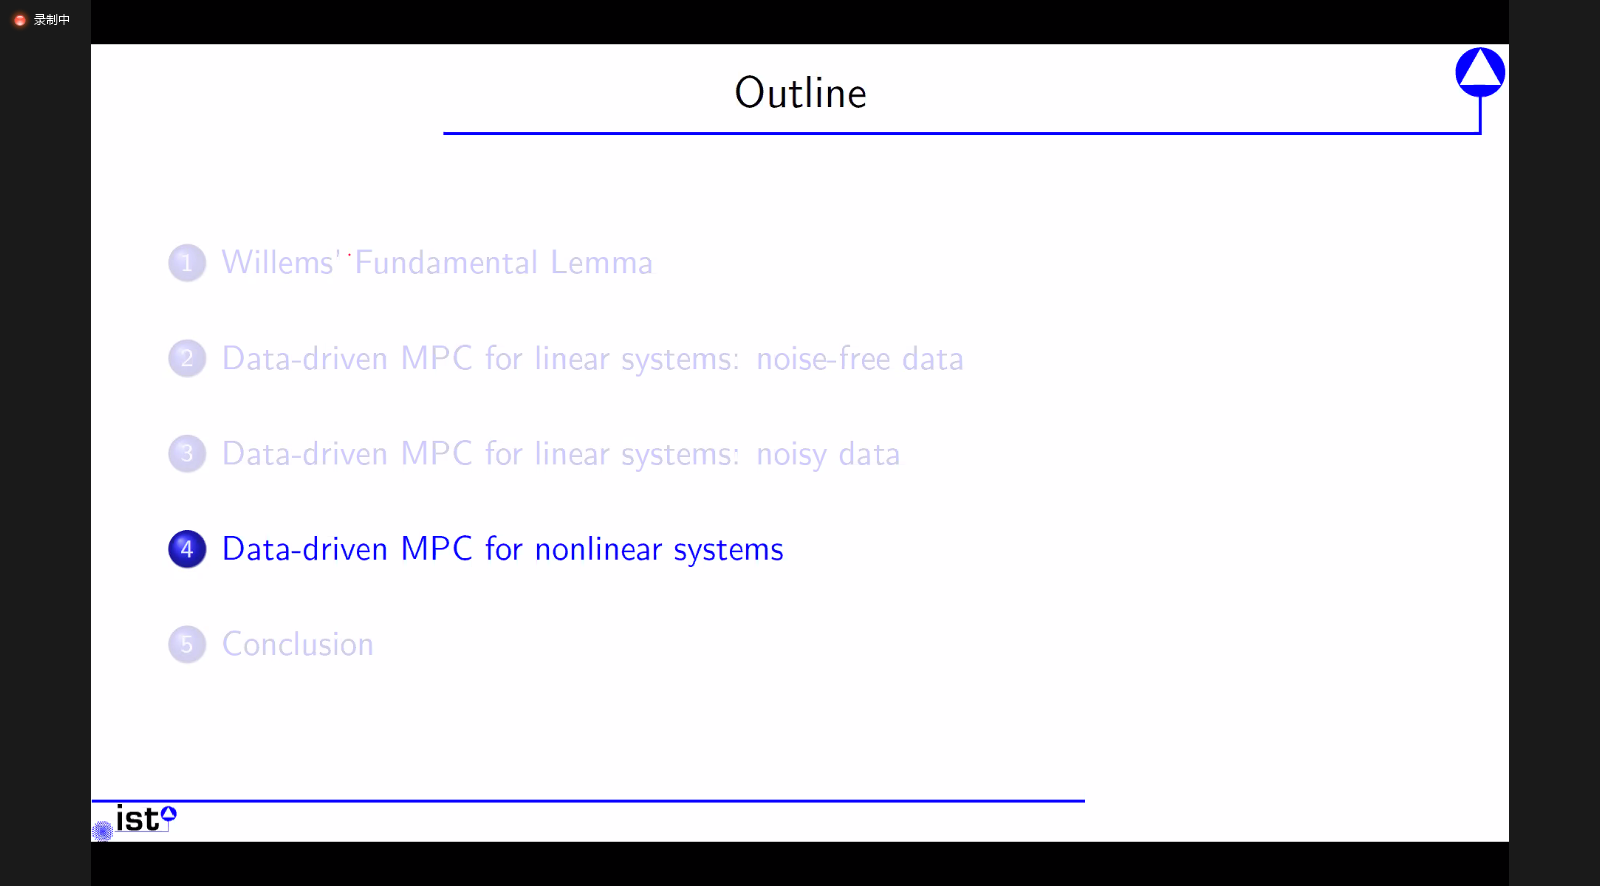 录制中
Outline
1 Willems' Fundamental Lemma
2 Data-driven MPC for linear systems: noise-free data
3 Data-driven MPC for linear systems: noisy data
4 Data-driven MPC for nonlinear systems
5 Conclusion
ist